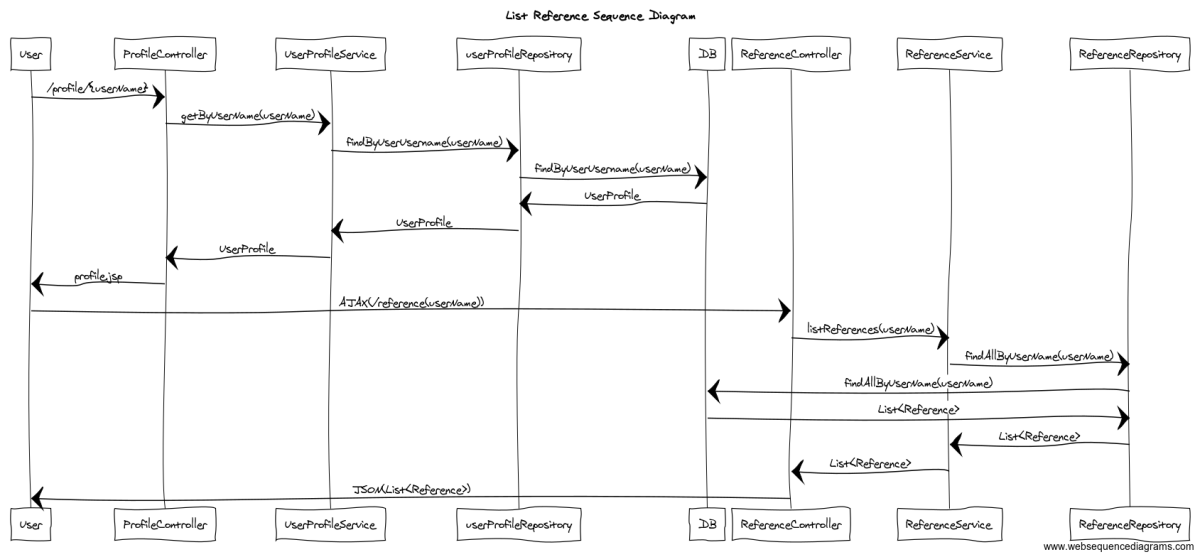 List Reference Sequence Diagram
User
ProfileController
UserProfileService
userProfileRepository
DB
ReferenceController
ReferenceService
ReferenceRepository
/profile/{userName}
getByUserName(userName)
findByUserUsername(userName)
findByUserUsername(userName)
UserProfile
UserProfile
UserProfile
profile.jsp
AJAX(/reference(userName))
listReferences(userName)
findAllByUserName(userName)
findAllByUserName(userName)
List<Reference>
List<Reference>
List<Reference>
JSON(List<Reference>)
User
ProfileController
UserProfileService
userProfileRepository
DB
ReferenceController
ReferenceService
ReferenceRepository
www.websequencediagrams.com